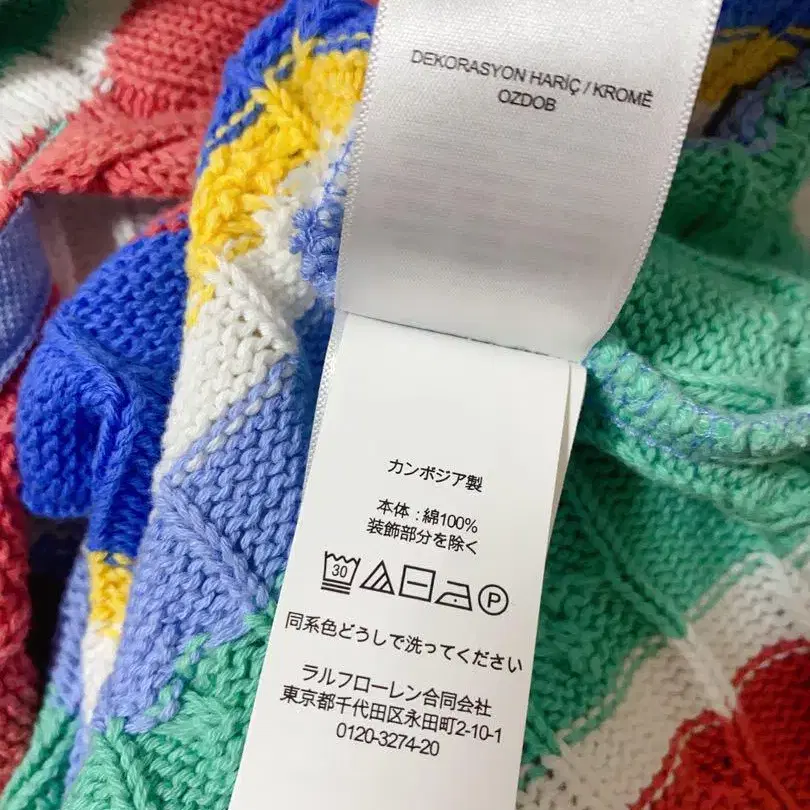 DEKORASYON HARİÇ / KROMĚ
OZDOB
カンボジア製
本体 : 綿100%
装飾部分を除く
30
P
同系色どうしで洗ってください
ラルフローレン合同会社
東京都千代田区永田町2-10-1
0120-3274-20